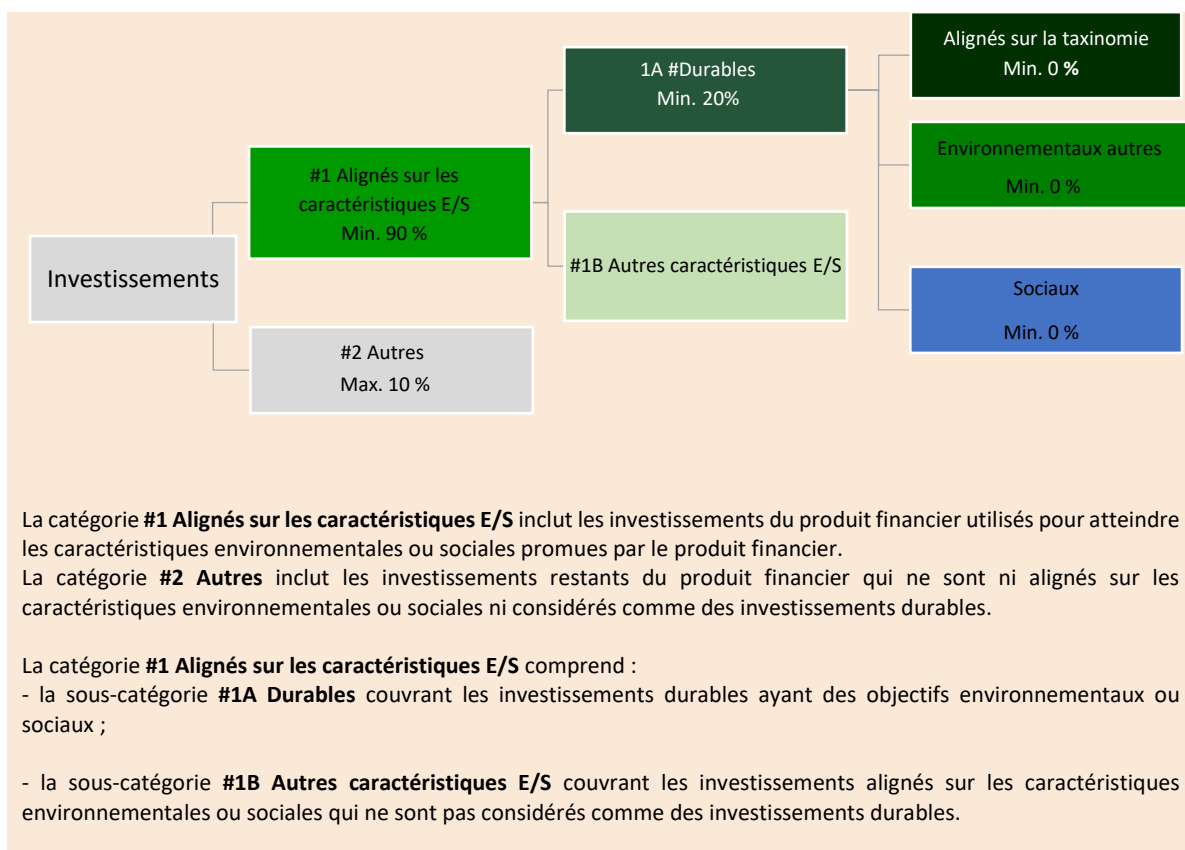 Investissements
#1 Alignés sur les
caractéristiques E/S
Min. 90 %
#2 Autres
Max. 10 %
1A #Durables
Min. 20%
#1B Autres caractéristiques E/S
Alignés sur la taxinomie
Min. 0 %
Environnementaux autres
Min. 0 %
Sociaux
Min. 0 %
La catégorie #1 Alignés sur les caractéristiques E/S inclut les investissements du produit financier utilisés pour atteindre
les caractéristiques environnementales ou sociales promues par le produit financier.
La catégorie #2 Autres inclut les investissements restants du produit financier qui ne sont ni alignés sur les
caractéristiques environnementales ou sociales ni considérés comme des investissements durables.
La catégorie #1 Alignés sur les caractéristiques E/S comprend :
- la sous-catégorie #1A Durables couvrant les investissements durables ayant des objectifs environnementaux ou
sociaux ;
- la sous-catégorie #1B Autres caractéristiques E/S couvrant les investissements alignés sur les caractéristiques
environnementales ou sociales qui ne sont pas considérés comme des investissements durables.